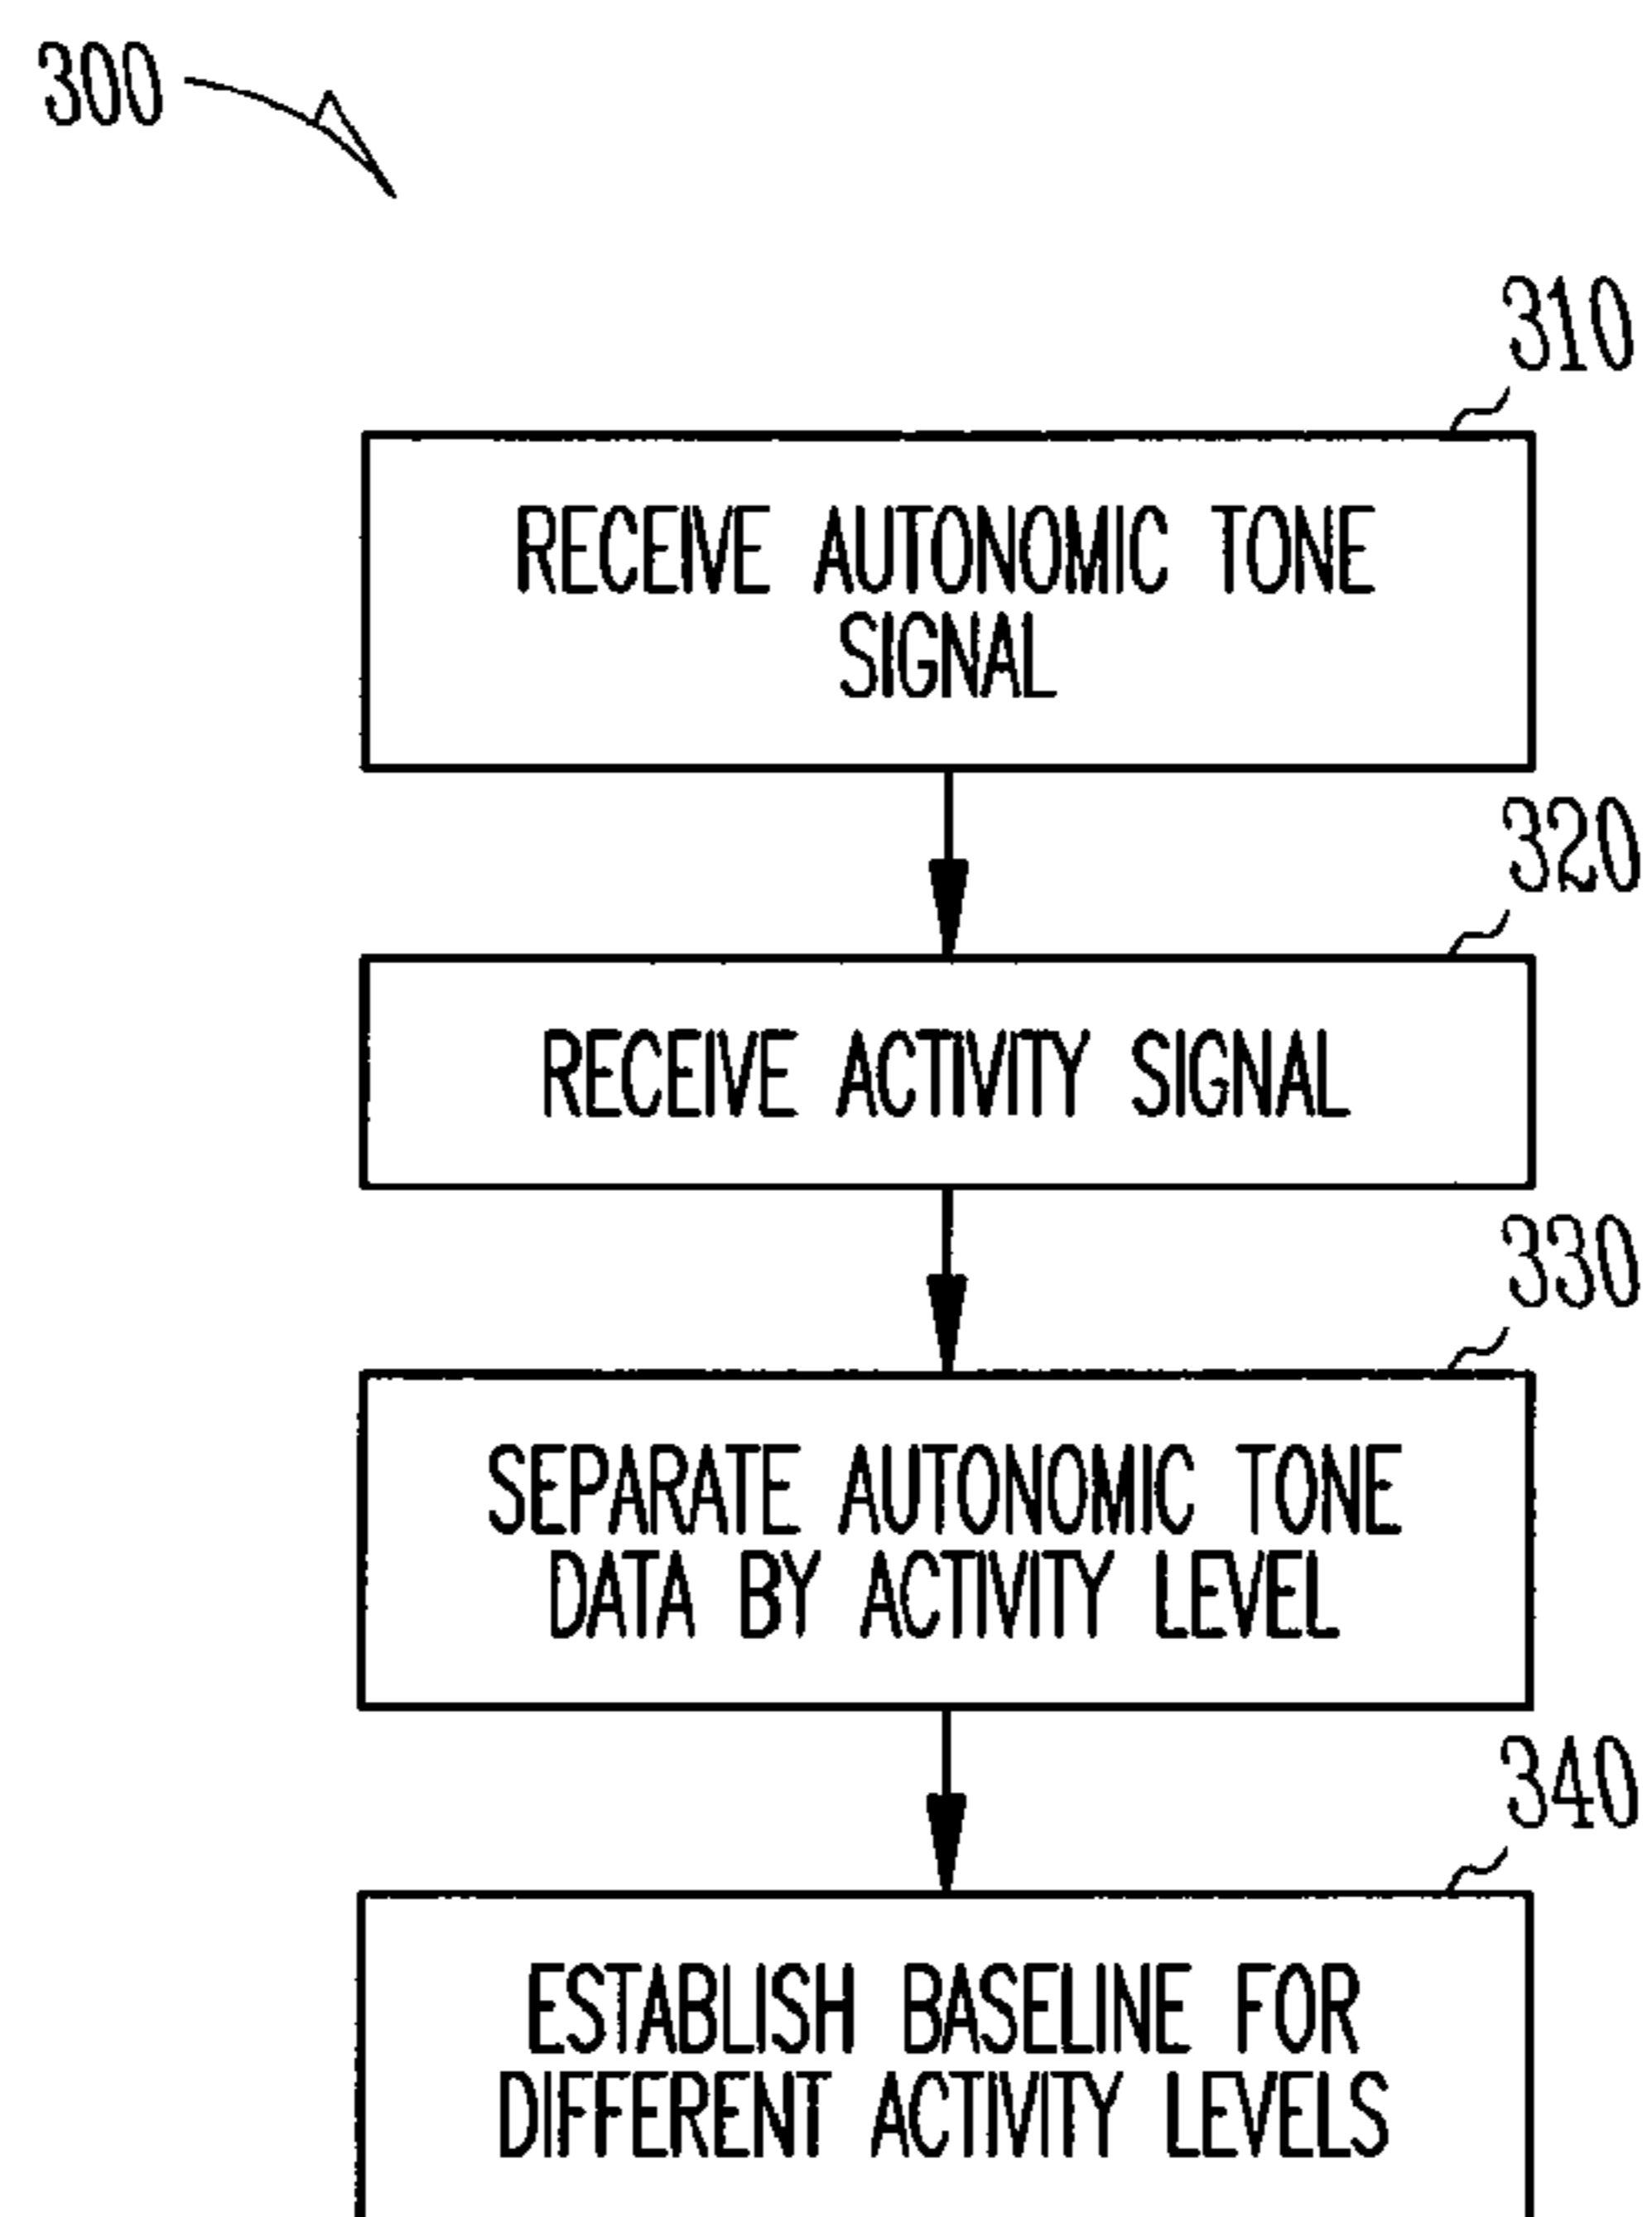 300
310
RECEIVE AUTONOMIC TONE
SIGNAL
320
RECEIVE ACTIVITY SIGNAL
330
SEPARATE AUTONOMIC TONE
DATA BY ACTIVITY LEVEL
340
ESTABLISH BASELINE FOR
DIFFERENT ACTIVITY LEVELS